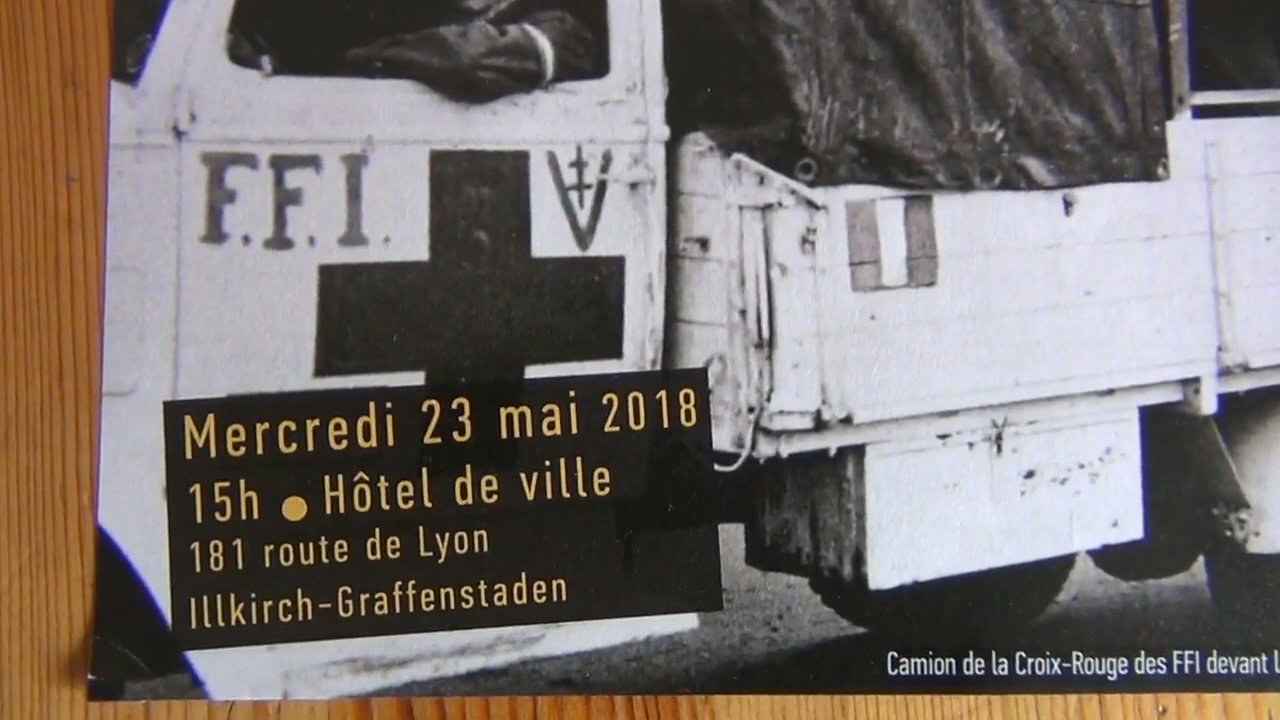 F.F.I.
V
Mercredi 23 mai 2018
15h ● Hôtel de ville
181 route de Lyon
Illkirch-Graffenstaden
Camion de la Croix-Rouge des FFI devant